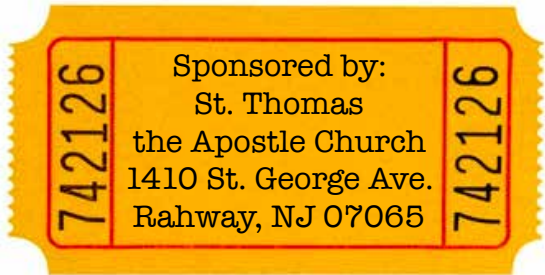 742126
Sponsored by:
St. Thomas
the Apostle Church
1410 St. George Ave.
Rahway, NJ 07065
742126